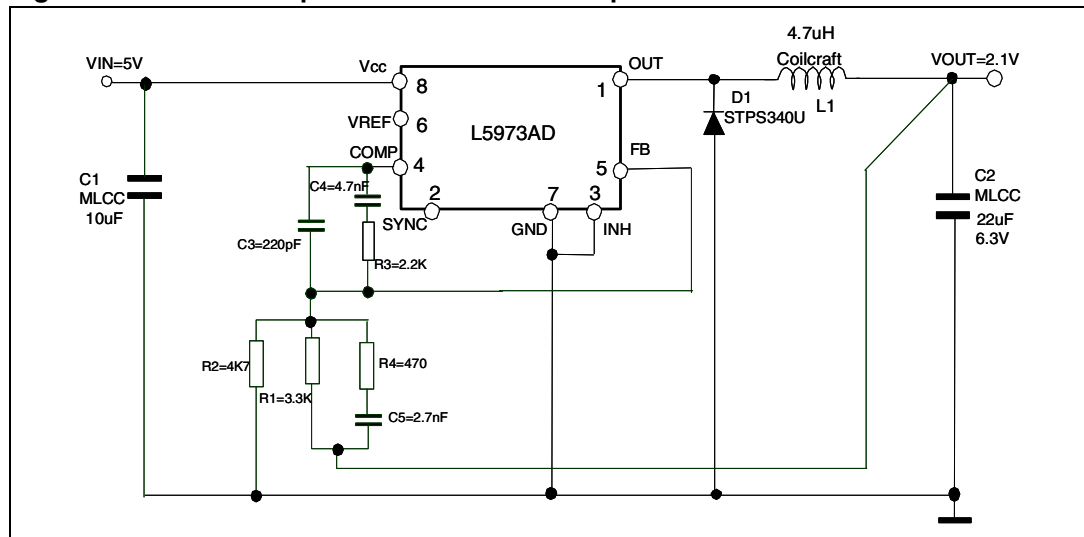 4.7uH
Coilcraft
L1
VIN=5V
Vcc
8
OUT
1
VOUT=2.1V
D1
STPS340U
VREF
6
L5973AD
COMP
4
FB
5
C1
MLCC
10uF
C4=4.7nF
2
SYNC
7
3
GND
INH
C2
MLCC
22uF
6.3V
C3=220pF
R3=2.2K
R2=4K7
R4=470
R1=3.3K
C5=2.7nF